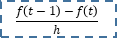 f(t − 1) − f(t)
h